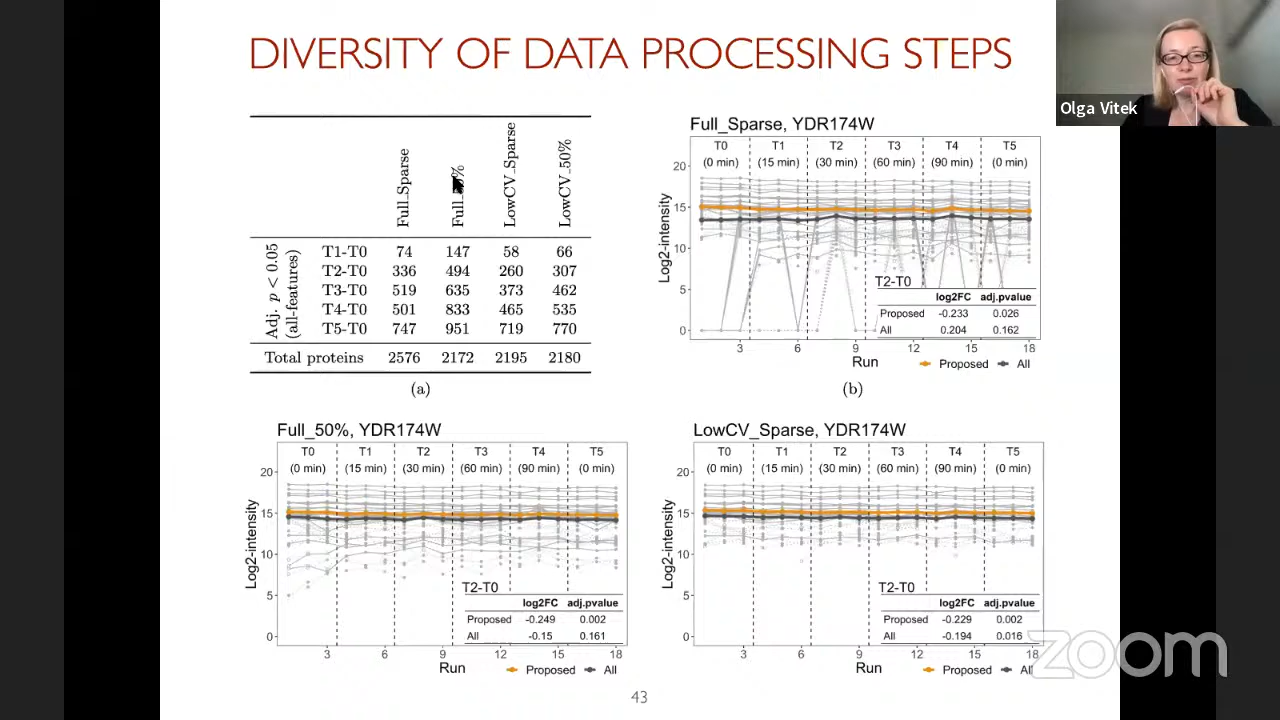 DIVERSITY OF DATA PROCESSING STEPS
Olga Vitek
Full_Sparse
LowCV_Sparse
LowCV_50%
Adj. p < 0.05
(all-features)
T1-T0 74 147 58 66
T2-T0 336 494 260 307
T3-T0 519 635 373 462
T4-T0 501 833 465 535
T5-T0 747 951 719 770
Total proteins 2576 2172 2195 2180
(a)
Full_Sparse, YDR174W
T0 T1 T2 T3 T4 T5
(0 min) (15 min) (30 min) (60 min) (90 min) (0 min)
20
15
10
5
0
Log2-intensity
T2-T0
log2FC adj.pvalue
Proposed -0.233 0.026
All 0.204 0.162
3 6 9 12 15 18
Run
Proposed All
(b)
Full_50%, YDR174W
T0 T1 T2 T3 T4 T5
(0 min) (15 min) (30 min) (60 min) (90 min) (0 min)
20
15
10
5
0
Log2-intensity
T2-T0
log2FC adj.pvalue
Proposed -0.249 0.002
All -0.15 0.161
3 6 9 12 15 18
Run
Proposed All
LowCV_Sparse, YDR174W
T0 T1 T2 T3 T4 T5
(0 min) (15 min) (30 min) (60 min) (90 min) (0 min)
20
15
10
5
0
Log2-intensity
T2-T0
log2FC adj.pvalue
Proposed -0.229 0.002
All -0.194 0.016
3 6 9 12 15 18
Run
Proposed All
zoom
43